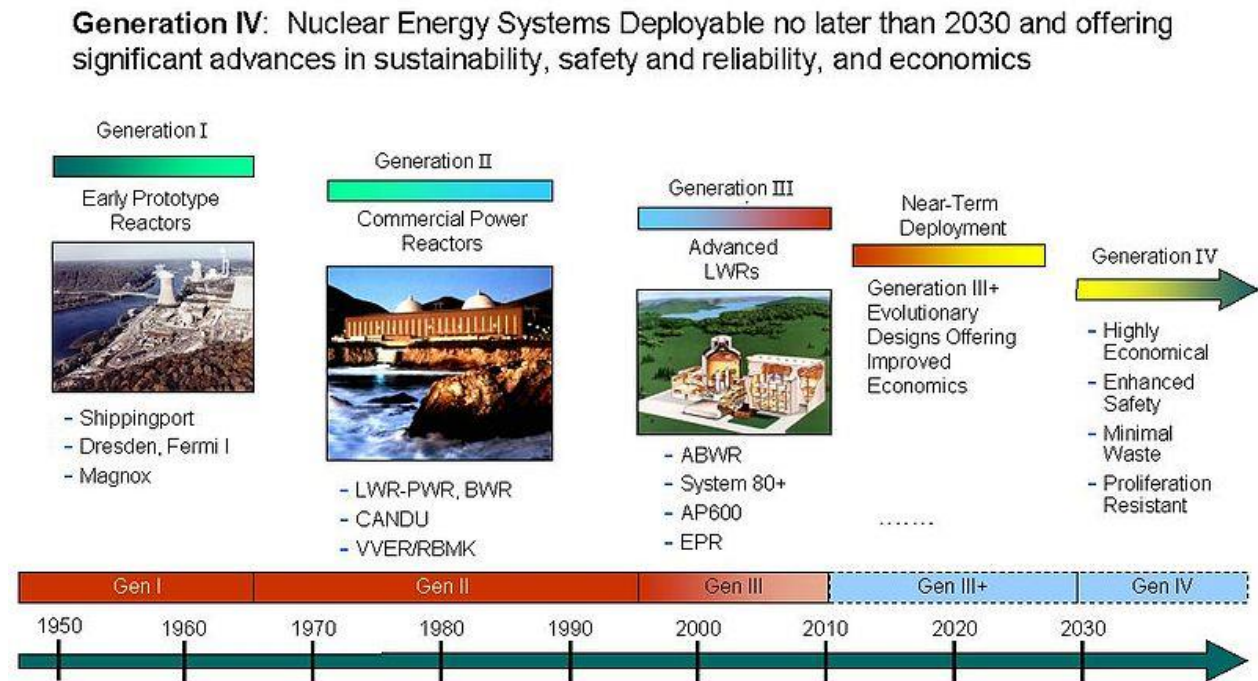 Generation IV: Nuclear Energy Systems Deployable no later than 2030 and offering
significant advances in sustainability, safety and reliability, and economics
Generation I
Early Prototype
Reactors
- Shippingport
- Dresden, Fermi I
- Magnox
Generation II
Commercial Power
Reactors
- LWR-PWR, BWR
- CANDU
- VVER/RBMK
Generation III
Advanced
LWRs
- ABWR
- System 80+
- AP600
- EPR
Near-Term
Deployment
Generation III+
Evolutionary
Designs Offering
Improved
Economics
.......
Generation IV
- Highly
Economical
- Enhanced
Safety
- Minimal
Waste
- Proliferation
Resistant
Gen I Gen II Gen III Gen III+ Gen IV
1950 1960 1970 1980 1990 2000 2010 2020 2030